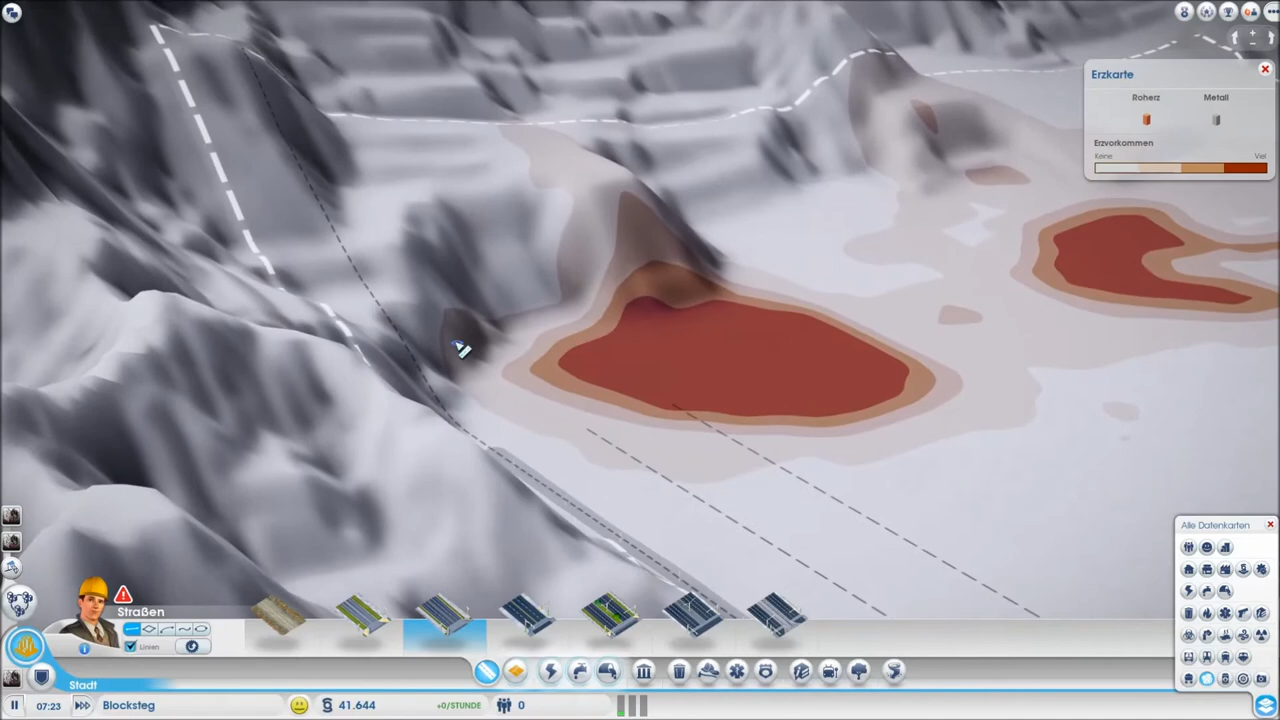 Erzkarte
Roherz Metall
Erzvorkommen
Keine Viel
Alle Datenkarten
Straßen
Linien
Stadt
07:23 Blocksteg 41.644 +0/STUNDE 0